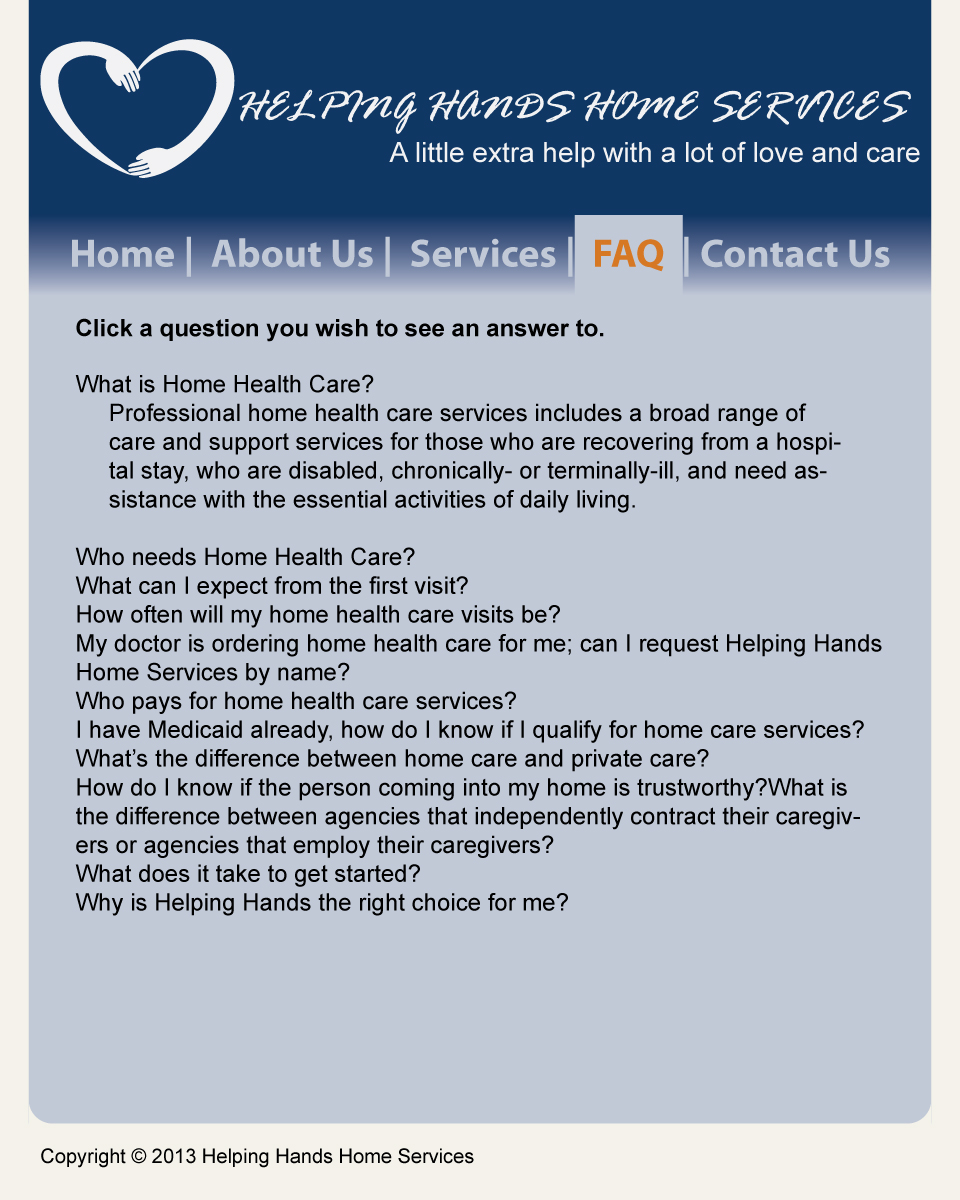 HELPING HANDS HOME SERVICES
A little extra help with a lot of love and care
Home | About Us | Services | FAQ | Contact Us
Click a question you wish to see an answer to.
What is Home Health Care?
Professional home health care services includes a broad range of
care and support services for those who are recovering from a hospi-
tal stay, who are disabled, chronically- or terminally-ill, and need as-
sistance with the essential activities of daily living.
Who needs Home Health Care?
What can I expect from the first visit?
How often will my home health care visits be?
My doctor is ordering home health care for me; can I request Helping Hands
Home Services by name?
Who pays for home health care services?
I have Medicaid already, how do I know if I qualify for home care services?
What’s the difference between home care and private care?
How do I know if the person coming into my home is trustworthy?What is
the difference between agencies that independently contract their caregiv-
ers or agencies that employ their caregivers?
What does it take to get started?
Why is Helping Hands the right choice for me?
Copyright © 2013 Helping Hands Home Services